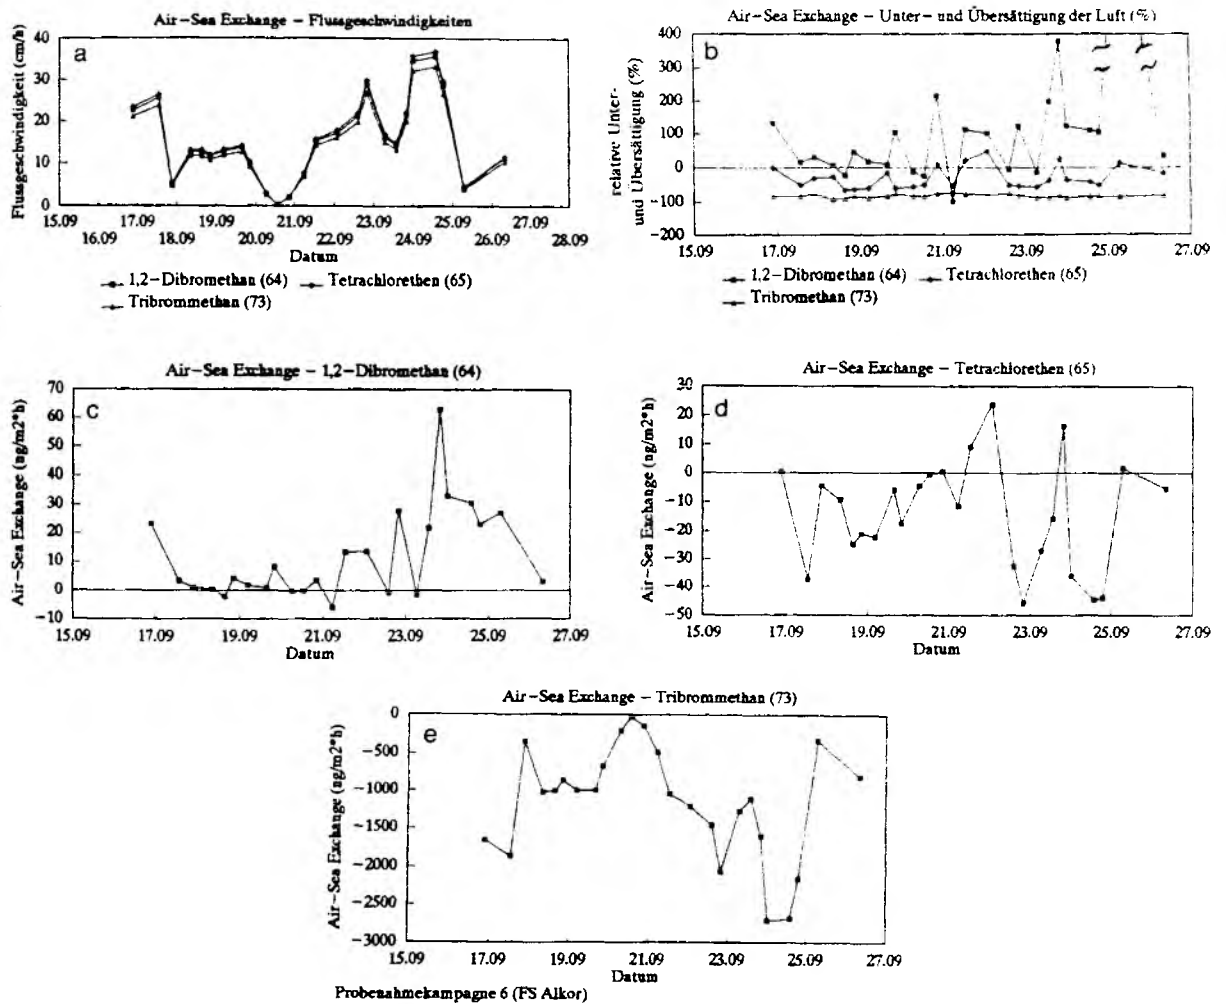 Air-Sea Exchange - Flussgeschwindigkeiten
a
Flussgeschwindigkeit (cm/h)
40
30
20
10
0
15.09 17.09 19.09 21.09 23.09 25.09 27.09
16.09 18.09 20.09 22.09 24.09 26.09 28.09
Datum
1,2-Dibromethan (64) Tetrachlorethen (65)
Tribrommethan (73)
Air-Sea Exchange - Unter- und Übersättigung der Luft (%)
b
relative Unter-
und Übersättigung (%)
400
300
200
100
0
-100
-200
15.09 17.09 19.09 21.09 23.09 25.09 27.09
Datum
1,2-Dibromethan (64) Tetrachlorethen (65)
Tribromethan (73)
Air-Sea Exchange - 1,2-Dibromethan (64)
c
Air-Sea Exchange (ng/m2*h)
70
60
50
40
30
20
10
0
-10
15.09 17.09 19.09 21.09 23.09 25.09 27.09
Datum
Air-Sea Exchange - Tetrachlorethen (65)
d
Air-Sea Exchange (ng/m2*h)
30
20
10
0
-10
-20
-30
-40
-50
15.09 17.09 19.09 21.09 23.09 25.09 27.09
Datum
Air-Sea Exchange - Tribrommethan (73)
e
Air-Sea Exchange (ng/m2*h)
0
-500
-1000
-1500
-2000
-2500
-3000
15.09 17.09 19.09 21.09 23.09 25.09 27.09
Datum
Probenahmekampagne 6 (FS Alkor)